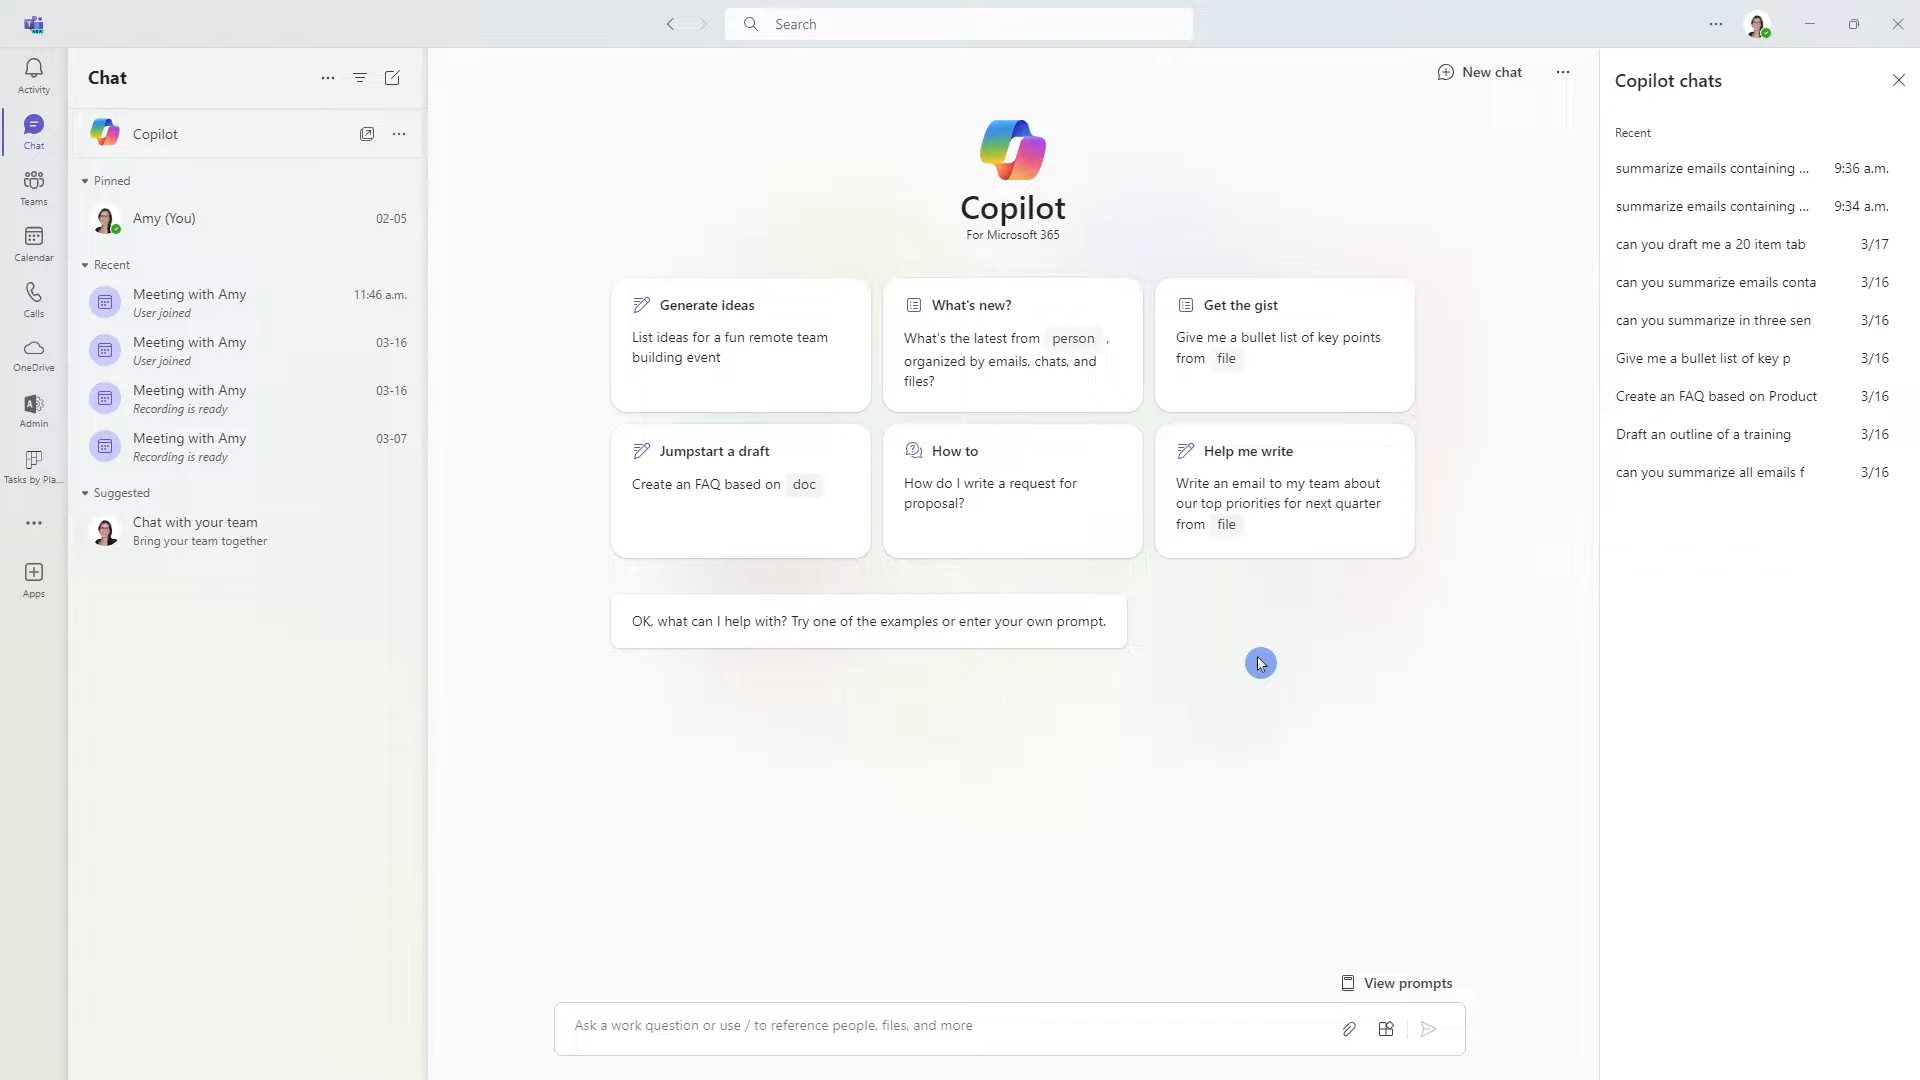 NEW
Search
Activity
Chat
Teams
Calendar
Calls
OneDrive
Admin
Tasks by Pla...
Apps
Chat
Copilot
Pinned
Amy (You) 02-05
Recent
Meeting with Amy 11:46 a.m.
User joined
Meeting with Amy 03-16
User joined
Meeting with Amy 03-16
Recording is ready
Meeting with Amy 03-07
Recording is ready
Suggested
Chat with your team
Bring your team together
New chat
Copilot
For Microsoft 365
Generate ideas
List ideas for a fun remote team
building event
What's new?
What's the latest from person ,
organized by emails, chats, and
files?
Get the gist
Give me a bullet list of key points
from file
Jumpstart a draft
Create an FAQ based on doc
How to
How do I write a request for
proposal?
Help me write
Write an email to my team about
our top priorities for next quarter
from file
OK, what can I help with? Try one of the examples or enter your own prompt.
View prompts
Ask a work question or use / to reference people, files, and more
Copilot chats
Recent
summarize emails containing ... 9:36 a.m.
summarize emails containing ... 9:34 a.m.
can you draft me a 20 item tab 3/17
can you summarize emails conta 3/16
can you summarize in three sen 3/16
Give me a bullet list of key p 3/16
Create an FAQ based on Product 3/16
Draft an outline of a training 3/16
can you summarize all emails f 3/16